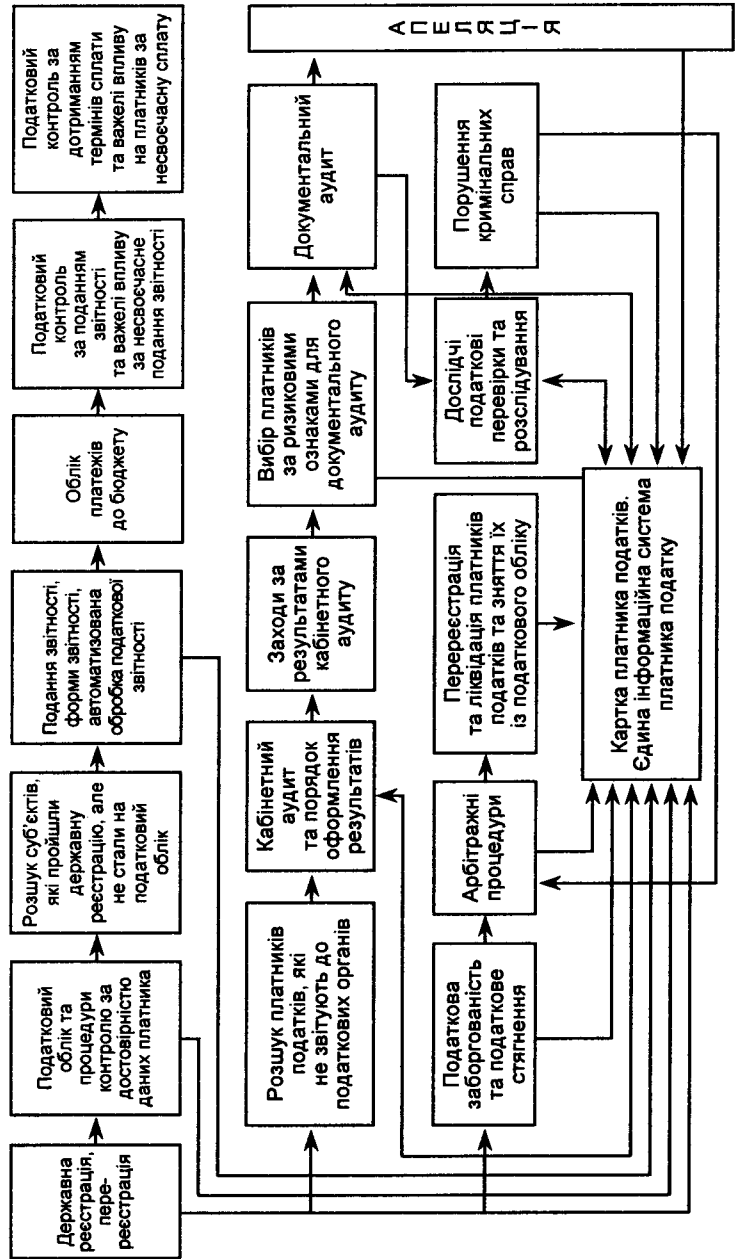 Державна
реєстрація,
пере-
реєстрація
Податковий
облік та
процедури
контролю за
достовірністю
даних платника
Розшук суб'єктів,
які пройшли
державну
реєстрацію, але
не стали на
податковий
облік
Подання звітності,
форми звітності,
автоматизована
обробка податкової
звітності
Облік
платежів
до бюджету
Податковий
контроль
за поданням
звітності
та важелі впливу
за несвоєчасне
подання звітності
Податковий
контроль за
дотриманням
термінів сплати
та важелі впливу
на платників за
несвоєчасну сплату
Розшук платників
податків, які
не звітують до
податкових органів
Кабінетний
аудит
та порядок
оформлення
результатів
Заходи за
результатами
кабінетного
аудиту
Вибір платників
за ризиковими
ознаками для
документального
аудиту
Документальний
аудит
АПЕЛЯЦІЯ
Податкова
заборгованість
та податкове
стягнення
Арбітражні
процедури
Перереєстрація
та ліквідація платників
податків та зняття їх
із податкового обліку
Дослідчі
податкові
перевірки та
розслідування
Порушення
кримінальних
справ
Картка платника податків.
Єдина інформаційна система
платника податку